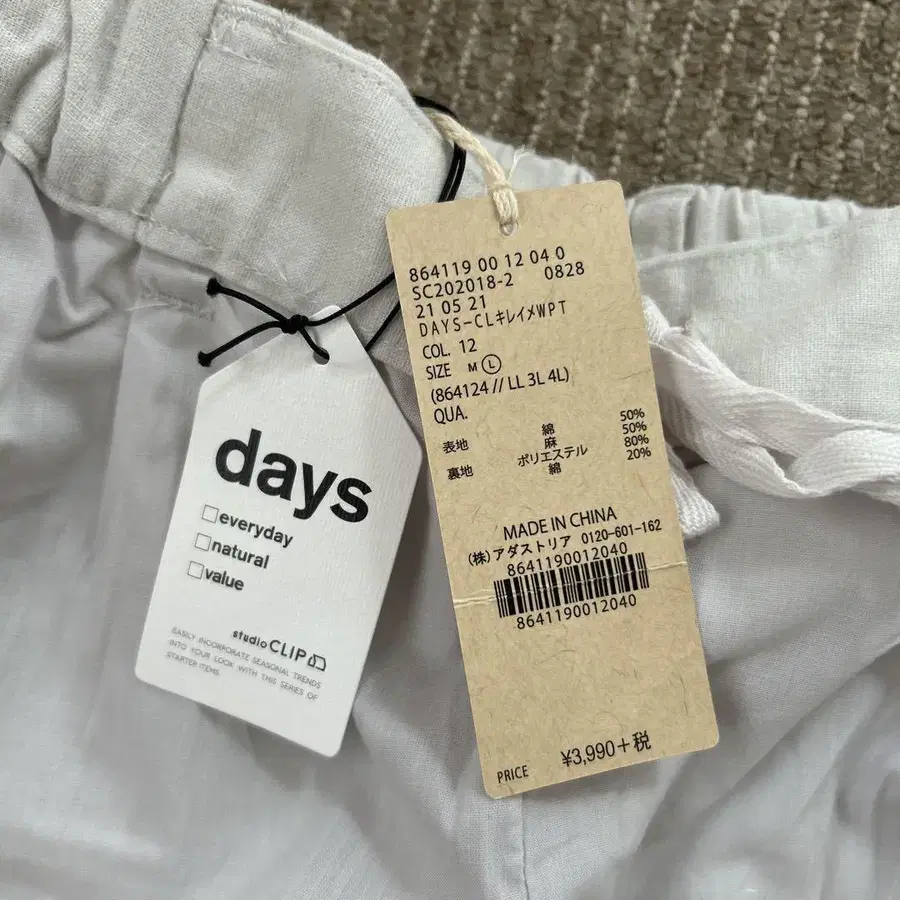 days
□everyday
□natural
□value
studio CLIP
EASILY INCORPORATE SEASONAL TRENDS
INTO YOUR LOOK WITH THIS SERIES OF
STARTER ITEMS.
864119 00 12 04 0
SC202018-2 0828
21 05 21
DAYS-CLキレイメWPT
COL. 12
SIZE M Ⓛ
(864124 // LL 3L 4L)
QUA.
表地 綿 50%
麻 50%
裏地 ポリエステル 80%
綿 20%
MADE IN CHINA
(株)アダストリア 0120-601-162
8641190012040
8641190012040
PRICE ¥3,990+税